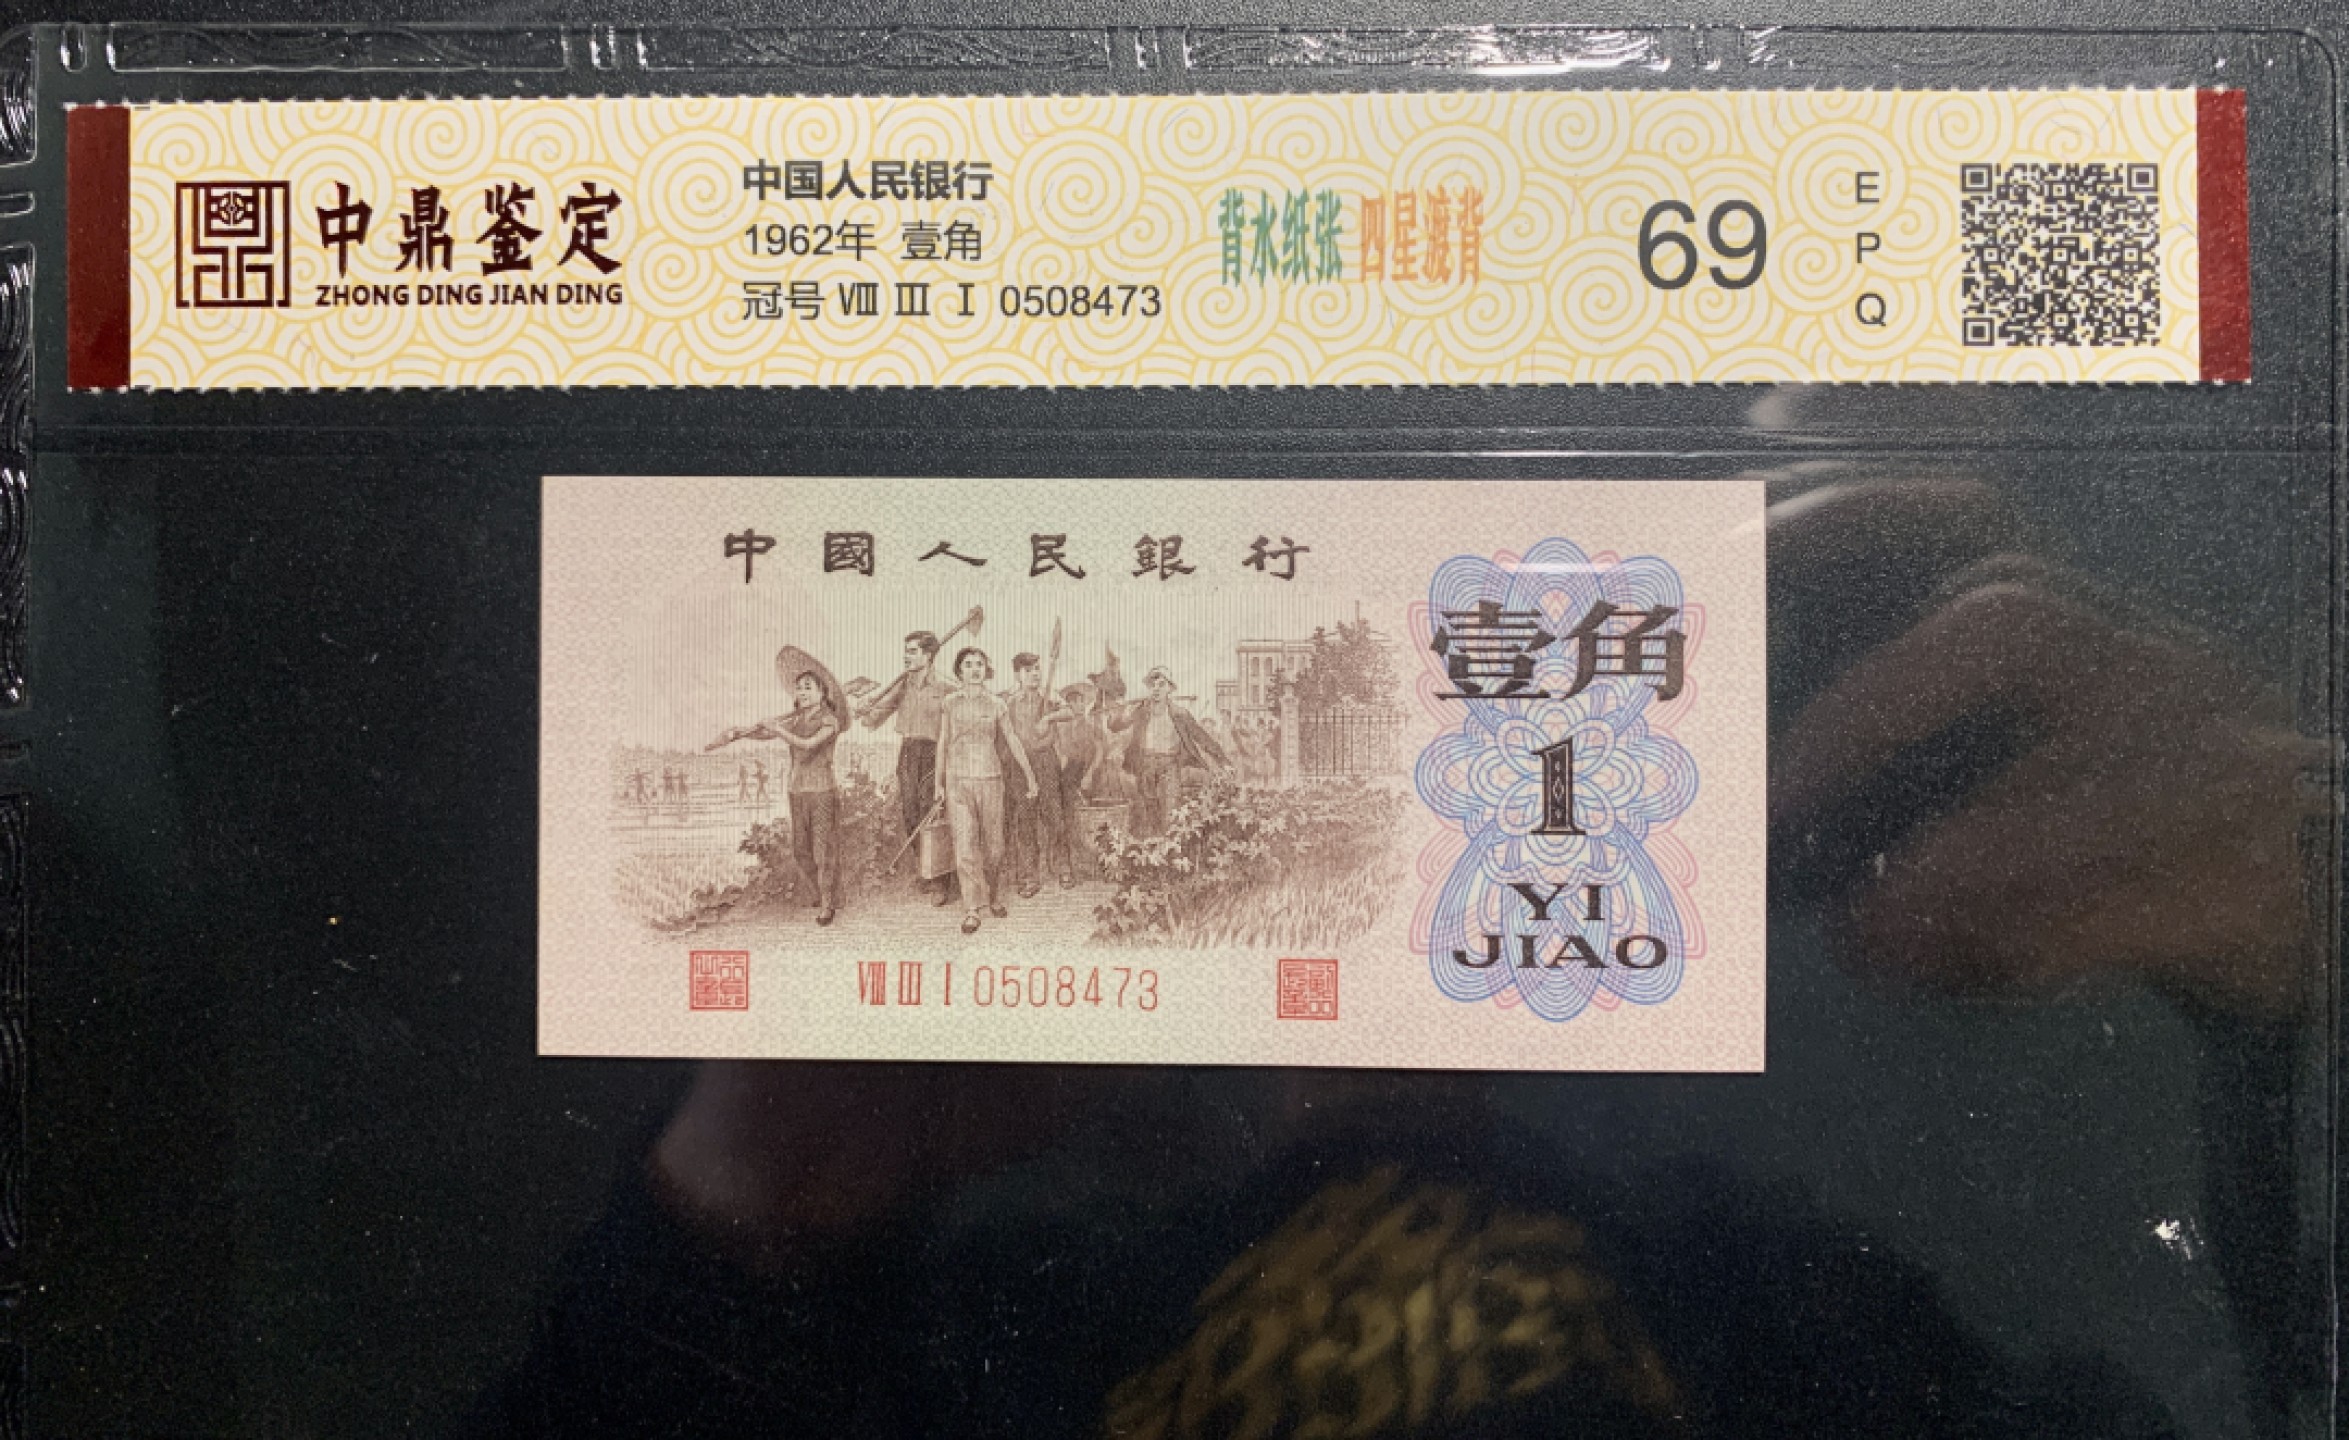 中鼎鉴定
ZHONG DING JIAN DING
中国人民银行
1962年 壹角
冠号 Ⅷ Ⅲ Ⅰ 0508473
背水纸张 四星渡背
69
E
P
Q
中國人民銀行
壹角
1
YI
JIAO
Ⅷ Ⅲ Ⅰ 0508473